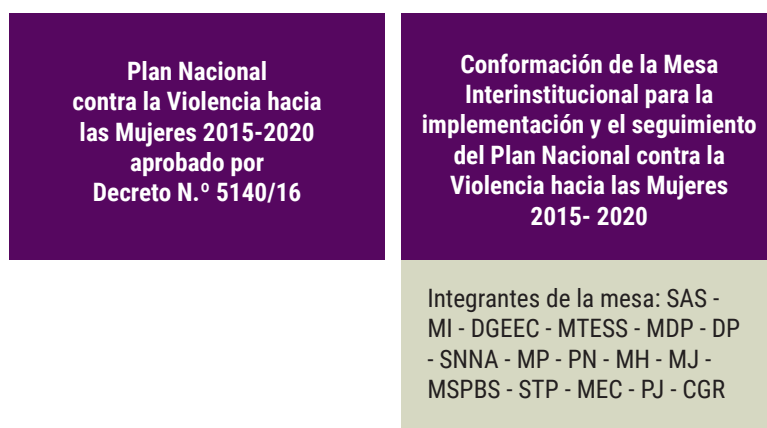 Plan Nacional
contra la Violencia hacia
las Mujeres 2015-2020
aprobado por
Decreto N.º 5140/16
Conformación de la Mesa
Interinstitucional para la
implementación y el seguimiento
del Plan Nacional contra la
Violencia hacia las Mujeres
2015- 2020
Integrantes de la mesa: SAS -
MI - DGEEC - MTESS - MDP - DP
- SNNA - MP - PN - MH - MJ -
MSPBS - STP - MEC - PJ - CGR